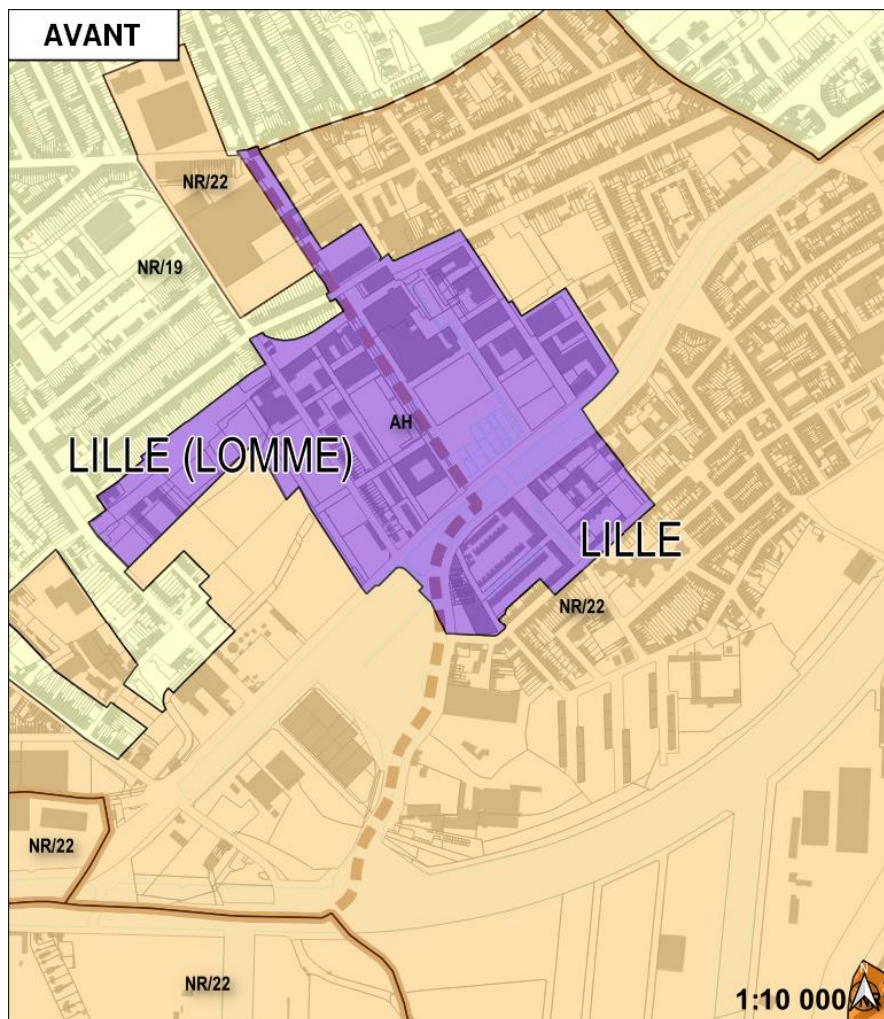 AVANT
NR/22
NR/19
AH
LILLE (LOMME)
LILLE
NR/22
NR/22
NR/22
1:10 000
N